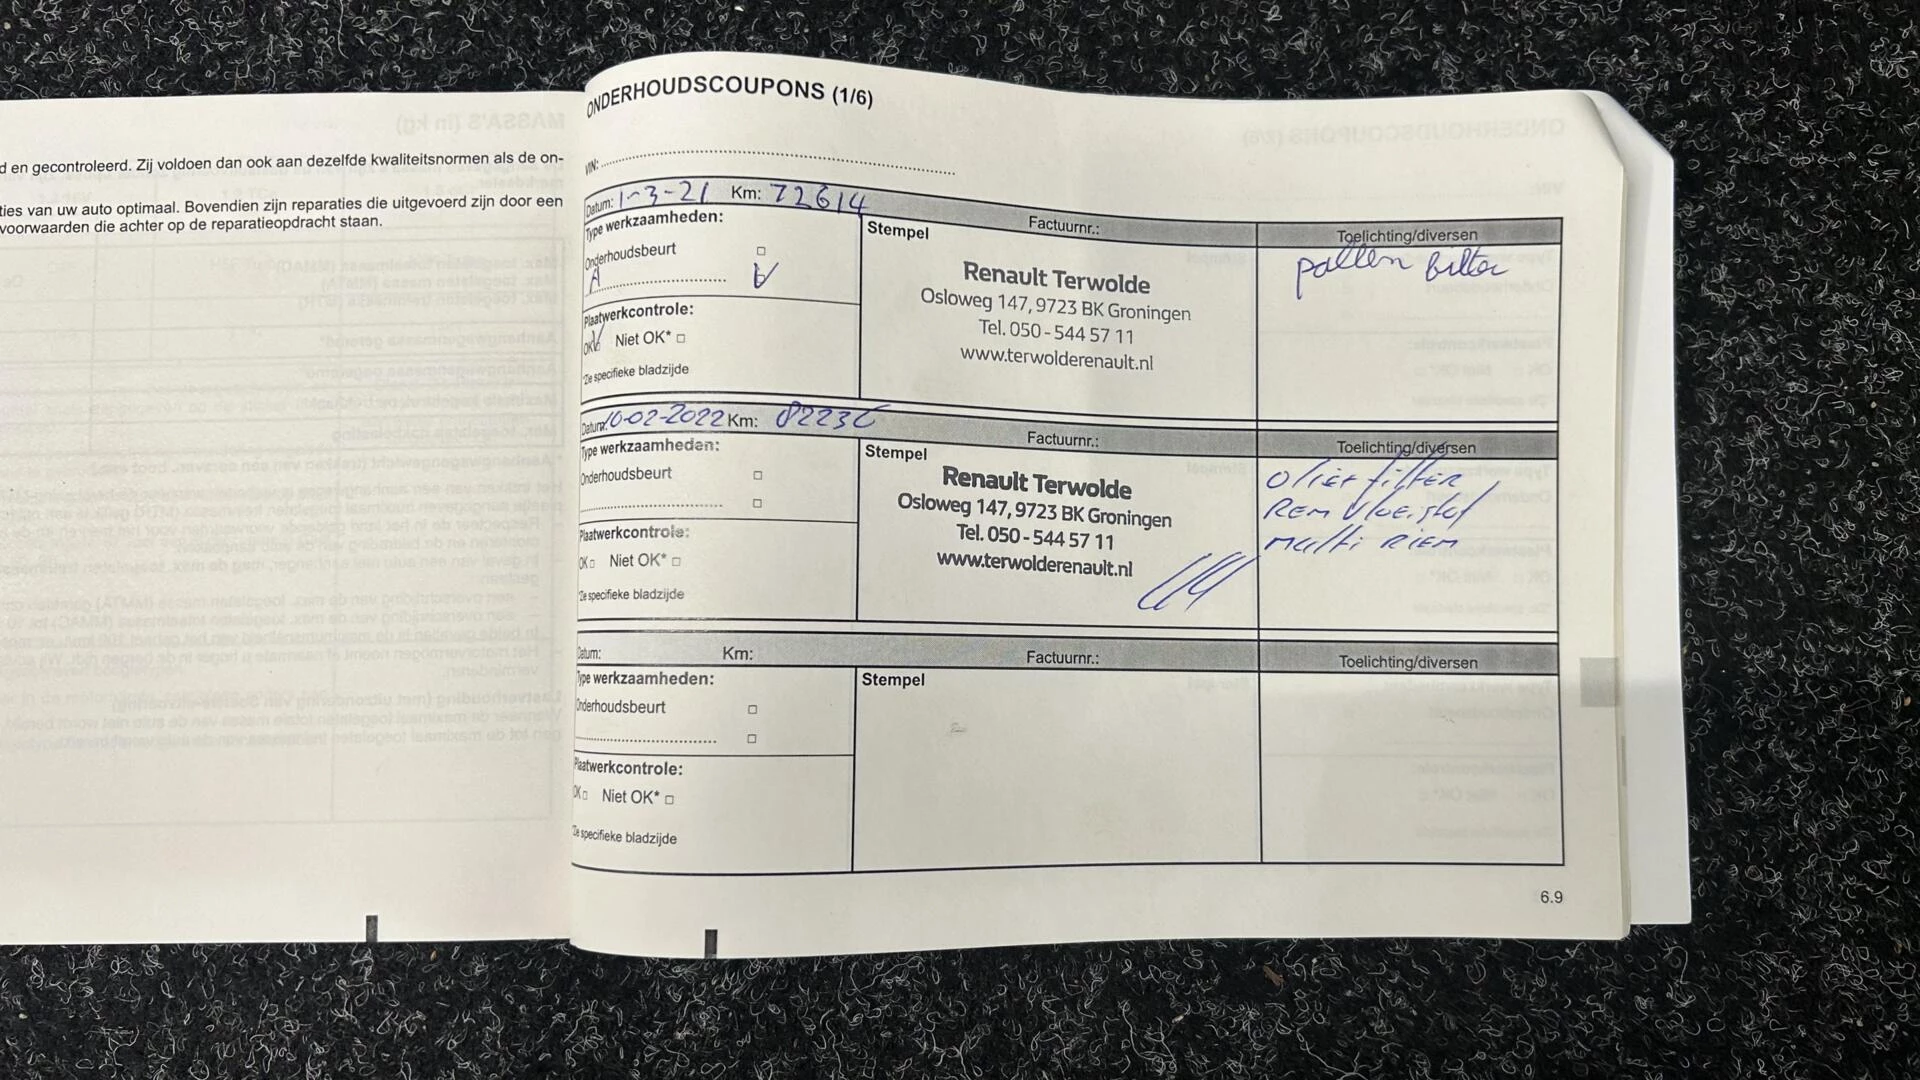 d en gecontroleerd. Zij voldoen dan ook aan dezelfde kwaliteitsnormen als de on-
ties van uw auto optimaal. Bovendien zijn reparaties die uitgevoerd zijn door een
voorwaarden die achter op de reparatieopdracht staan.
ONDERHOUDSCOUPONS (1/6)
VIN:
Datum: 1-3-21 Km: 72614
Factuurnr.:
Toelichting/diversen
Type werkzaamheden:
Stempel
Onderhoudsbeurt
A
Plaatwerkcontrole:
OK Niet OK*
*Zie specifieke bladzijde
Renault Terwolde
Osloweg 147, 9723 BK Groningen
Tel. 050 - 544 57 11
www.terwolderenault.nl
pollen filter
Datum: 10-02-2022 Km:
Factuurnr.:
Toelichting/diversen
Type werkzaamheden:
Stempel
Onderhoudsbeurt
Plaatwerkcontrole:
OK Niet OK*
*Zie specifieke bladzijde
Renault Terwolde
Osloweg 147, 9723 BK Groningen
Tel. 050 - 544 57 11
www.terwolderenault.nl
oliefilter
Remvloeistof
multi Riem
Datum: Km:
Factuurnr.:
Toelichting/diversen
Type werkzaamheden:
Stempel
Onderhoudsbeurt
Plaatwerkcontrole:
OK Niet OK*
*Zie specifieke bladzijde
6.9